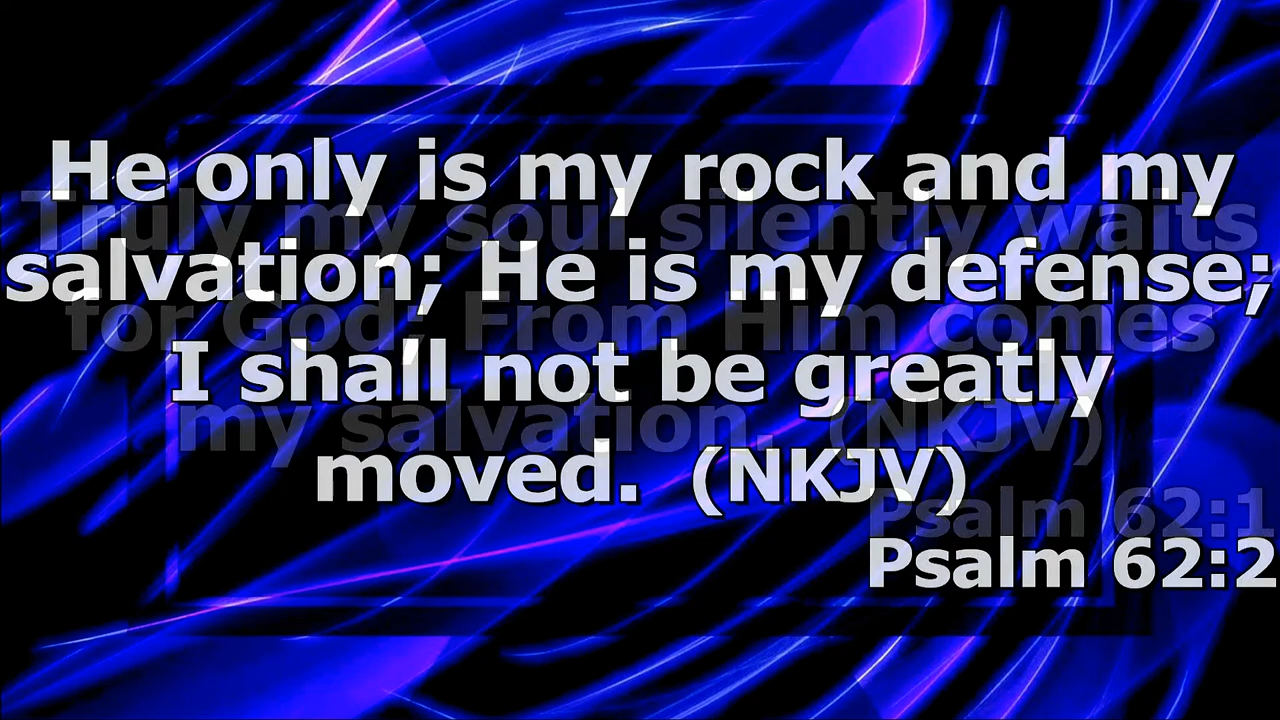 He only is my rock and my
salvation; He is my defense;
I shall not be greatly
moved. (NKJV)
Psalm 62:2
Truly my soul silently waits
for God; From Him comes
my salvation. (NKJV)
Psalm 62:1